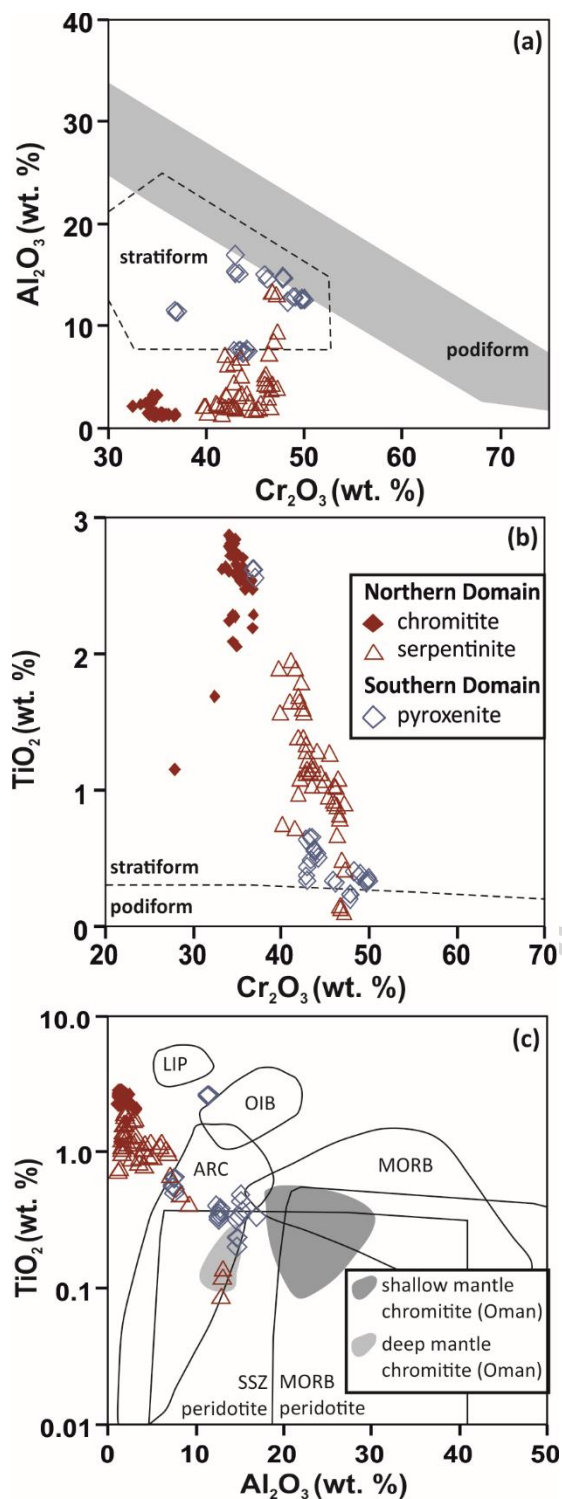 40
(a)
30
Al₂O₃ (wt. %)
20
stratiform
10
podiform
0
30 40 50 60 70
Cr₂O₃ (wt. %)
3
(b)
Northern Domain
chromitite
serpentinite
Southern Domain
pyroxenite
2
TiO₂ (wt. %)
1
stratiform
podiform
0
20 30 40 50 60 70
Cr₂O₃ (wt. %)
10.0
(c)
LIP
OIB
1.0
ARC
MORB
TiO₂ (wt. %)
0.1
shallow mantle
chromitite (Oman)
deep mantle
chromitite (Oman)
SSZ MORB
peridotite peridotite
0.01
0 10 20 30 40 50
Al₂O₃ (wt. %)